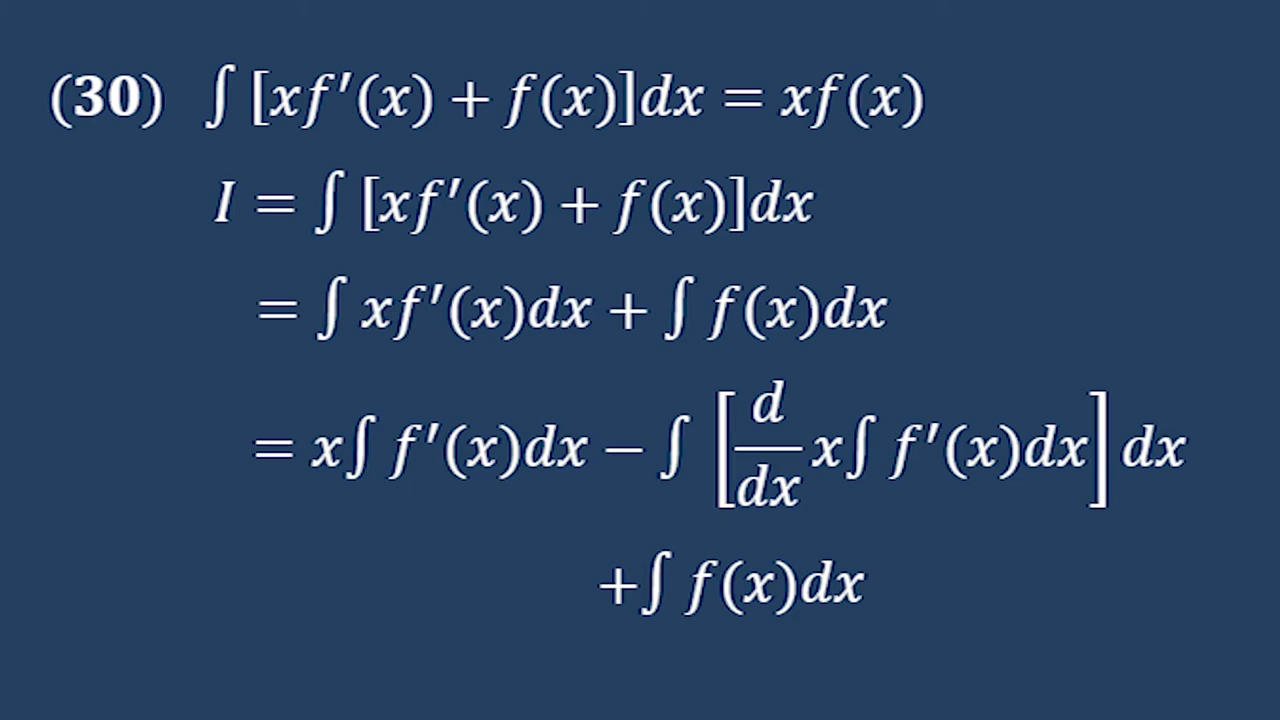 (30) ∫ [xf′(x) + f(x)]dx = xf(x)
I = ∫ [xf′(x) + f(x)]dx
= ∫ xf′(x)dx + ∫ f(x)dx
= x∫ f′(x)dx − ∫ [d/dx x∫ f′(x)dx] dx
+∫ f(x)dx